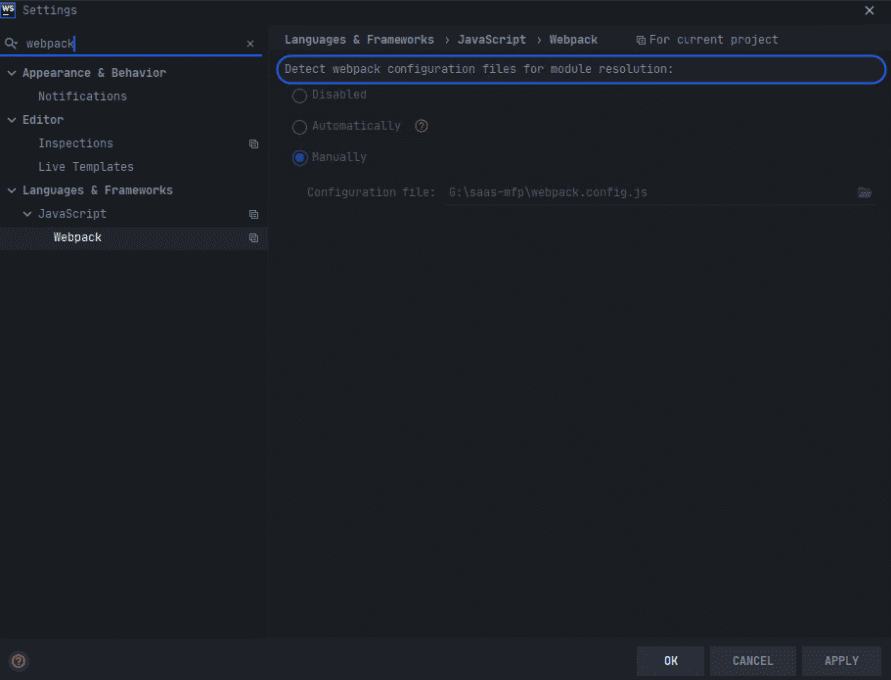 WS Settings
webpack
Appearance & Behavior
Notifications
Editor
Inspections
Live Templates
Languages & Frameworks
JavaScript
Webpack
Languages & Frameworks › JavaScript › Webpack For current project
Detect webpack configuration files for module resolution:
Disabled
Automatically ?
Manually
Configuration file: G:\saas-mfp\webpack.config.js
? OK CANCEL APPLY